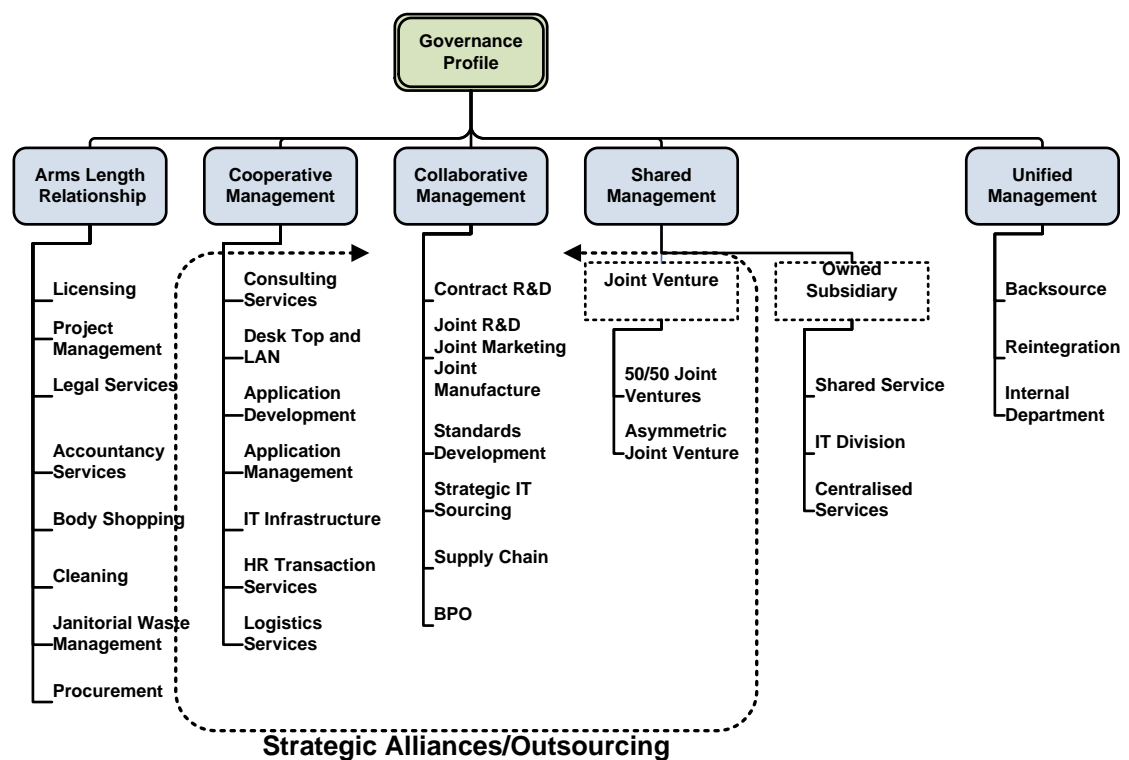 Governance
Profile
Arms Length
Relationship
Cooperative
Management
Collaborative
Management
Shared
Management
Unified
Management
Licensing
Project
Management
Legal Services
Accountancy
Services
Body Shopping
Cleaning
Janitorial Waste
Management
Procurement
Consulting
Services
Desk Top and
LAN
Application
Development
Application
Management
IT Infrastructure
HR Transaction
Services
Logistics
Services
Contract R&D
Joint R&D
Joint Marketing
Joint
Manufacture
Standards
Development
Strategic IT
Sourcing
Supply Chain
BPO
Joint Venture
50/50 Joint
Ventures
Asymmetric
Joint Venture
Owned
Subsidiary
Shared Service
IT Division
Centralised
Services
Backsource
Reintegration
Internal
Department
Strategic Alliances/Outsourcing